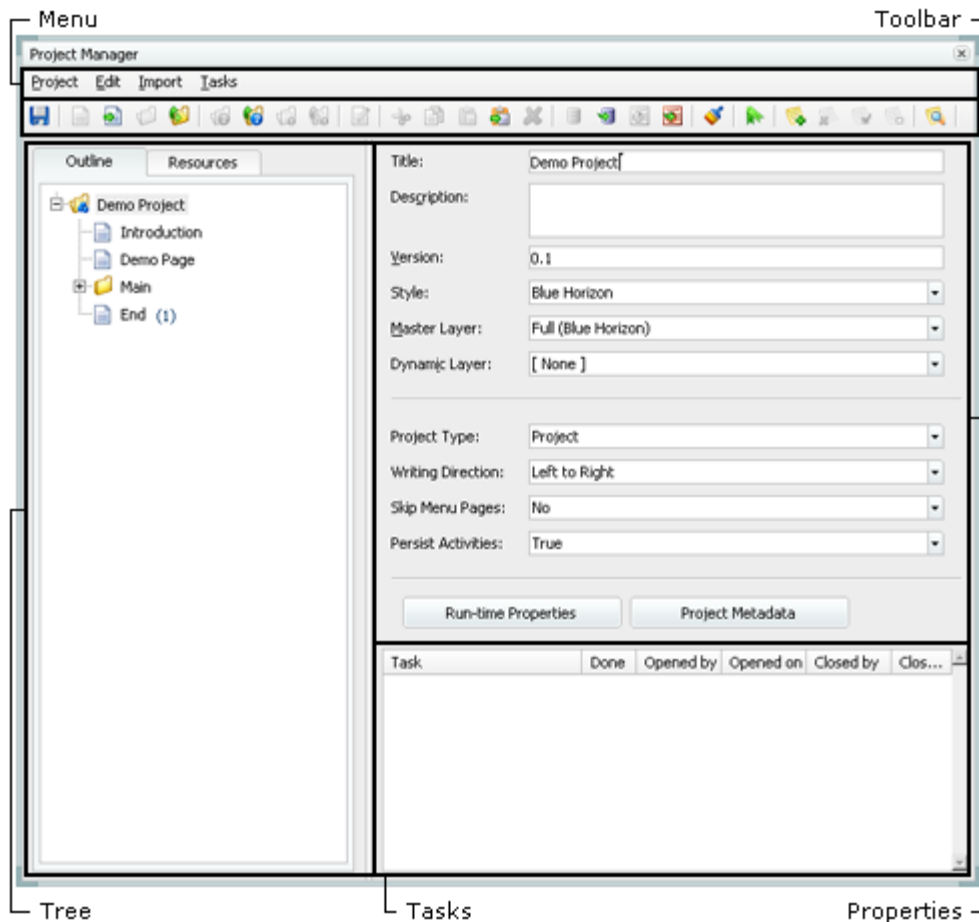 Menu
Toolbar
Project Manager
Project Edit Import Tasks
Outline Resources
Demo Project
Introduction
Demo Page
Main
End (1)
Title: Demo Project
Description:
Version: 0.1
Style: Blue Horizon
Master Layer: Full (Blue Horizon)
Dynamic Layer: [ None ]
Project Type: Project
Writing Direction: Left to Right
Skip Menu Pages: No
Persist Activities: True
Run-time Properties Project Metadata
Task Done Opened by Opened on Closed by Clos...
Tree
Tasks
Properties